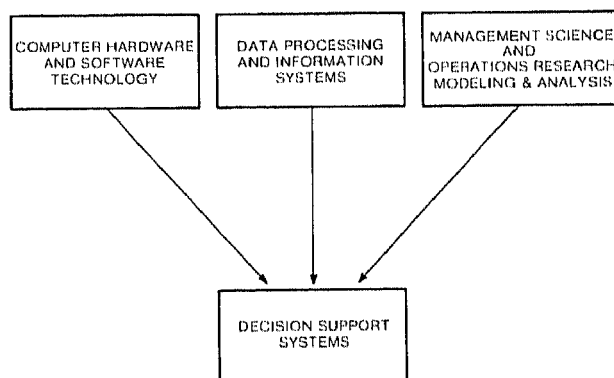 COMPUTER HARDWARE
AND SOFTWARE
TECHNOLOGY
DATA PROCESSING
AND INFORMATION
SYSTEMS
MANAGEMENT SCIENCE
AND
OPERATIONS RESEARCH
MODELING & ANALYSIS
DECISION SUPPORT
SYSTEMS